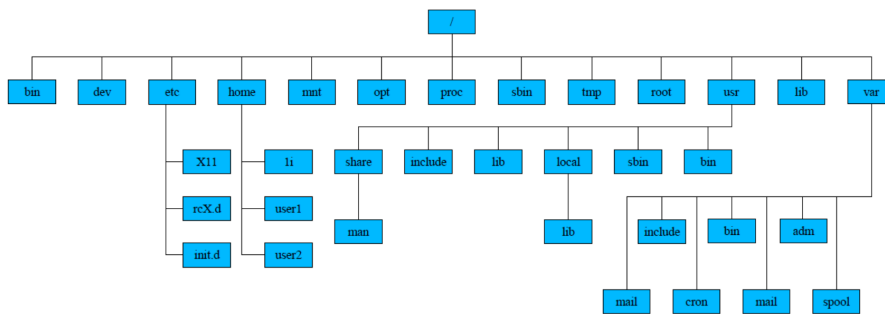 /
bin dev etc home mnt opt proc sbin tmp root usr lib var
X11 1i share include lib local sbin bin
rcX.d user1 man lib include bin adm
init.d user2
mail cron mail spool